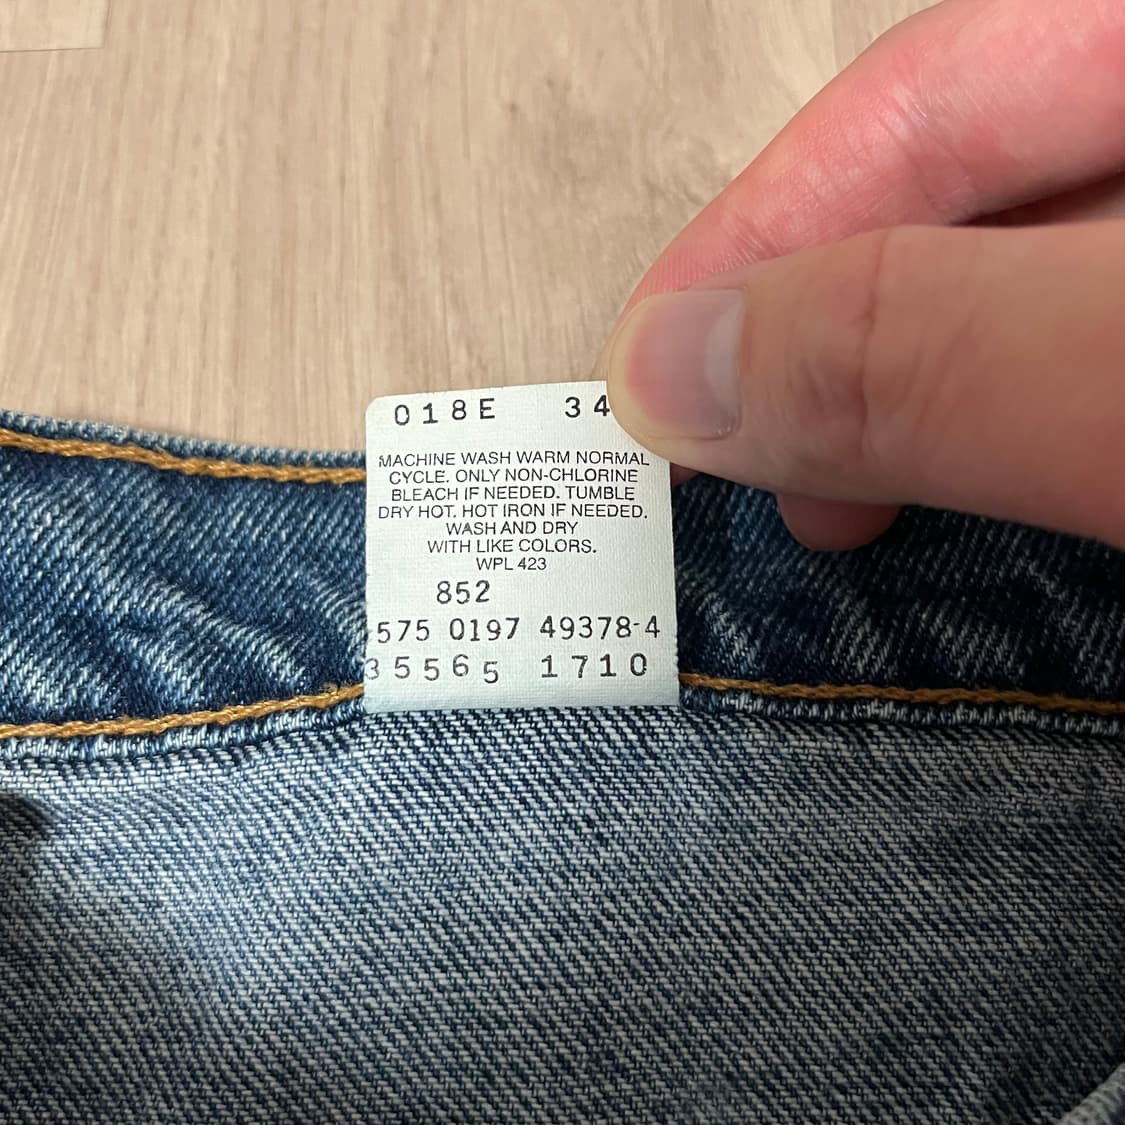 018E 34
MACHINE WASH WARM NORMAL
CYCLE. ONLY NON-CHLORINE
BLEACH IF NEEDED. TUMBLE
DRY HOT. HOT IRON IF NEEDED.
WASH AND DRY
WITH LIKE COLORS.
WPL 423
852
575 0197 49378-4
35565 1710